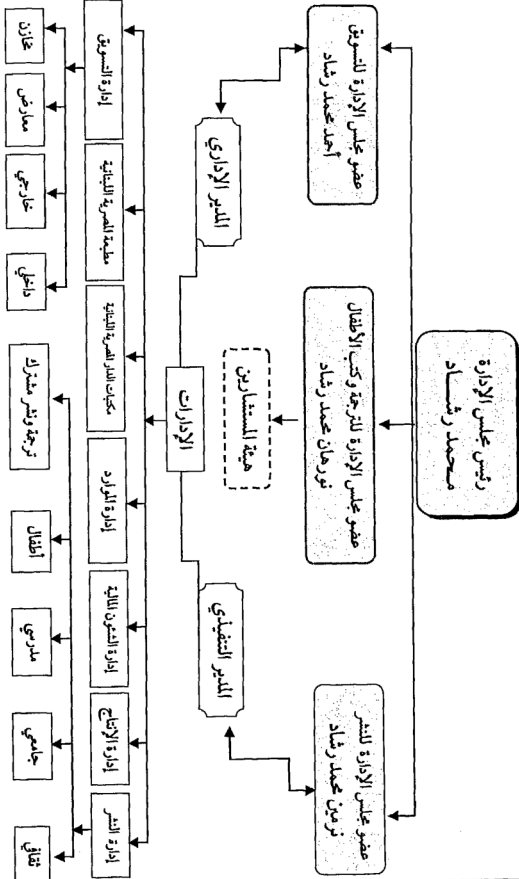 رئيس مجلس الإدارة
محمد رشاد
عضو مجلس الإدارة للنشر
نرمين محمد رشاد
عضو مجلس الإدارة للترجمة وكتب الأطفال
نورهان محمد رشاد
عضو مجلس الإدارة للتسويق
أحمد محمد رشاد
هيئة المستشارين
المدير التنفيذي
المدير الإداري
الإدارات
إدارة النشر
إدارة الإنتاج
إدارة الشئون المالية
إدارة الموارد
مكتبات الدار المصرية اللبنانية
مطبعة المصرية اللبنانية
إدارة التسويق
ثقافي
جامعي
مدرسي
أطفال
ترجمة ونشر مشترك
داخلي
خارجي
معارض
مخازن